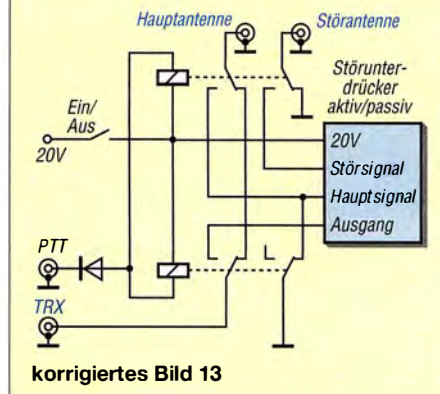 Hauptantenne
Störantenne
Störunter-
drücker
aktiv/passiv
Ein/
Aus
20V
20V
Störsignal
Hauptsignal
Ausgang
PTT
TRX
korrigiertes Bild 13